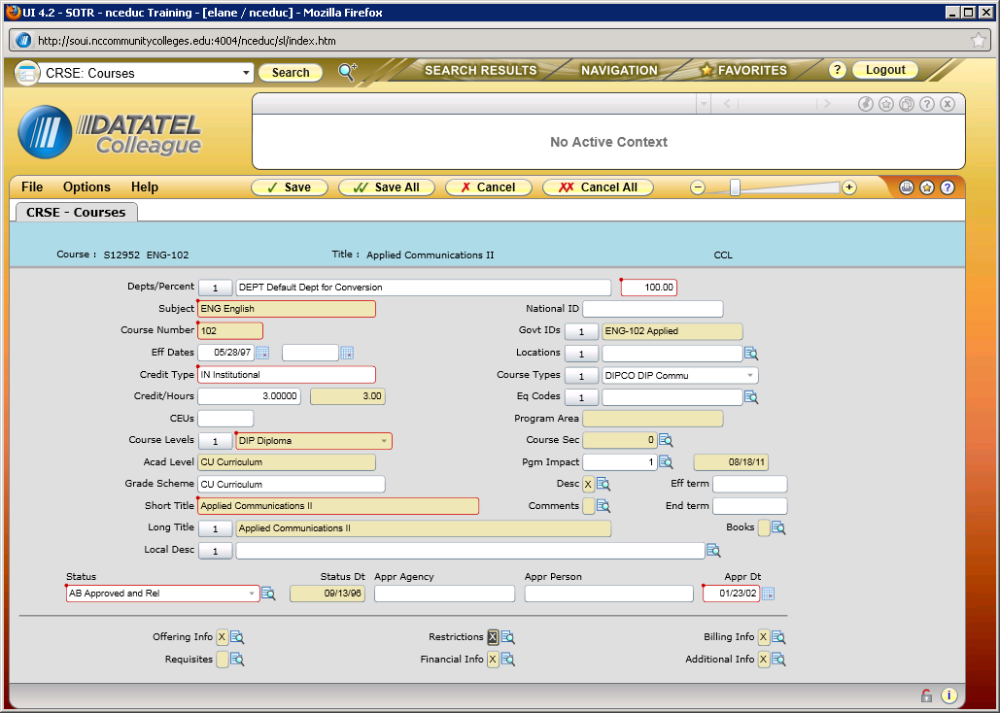 UI 4.2 - SOTR - nceduc Training - [elane / nceduc] - Mozilla Firefox
http://soui.nccommunitycolleges.edu:4004/nceduc/sl/index.htm
CRSE: Courses Search SEARCH RESULTS NAVIGATION FAVORITES ? Logout
DATATEL
Colleague
No Active Context
File Options Help Save Save All Cancel Cancel All
CRSE - Courses
Course : S12952 ENG-102 Title : Applied Communications II CCL
Depts/Percent 1 DEPT Default Dept for Conversion 100.00
Subject ENG English National ID
Course Number 102 Govt IDs 1 ENG-102 Applied
Eff Dates 05/28/97 Locations 1
Credit Type IN Institutional Course Types 1 DIPCO DIP Commu
Credit/Hours 3.00000 3.00 Eq Codes 1
CEUs Program Area
Course Levels 1 DIP Diploma Course Sec 0
Acad Level CU Curriculum Pgm Impact 1 08/18/11
Grade Scheme CU Curriculum Desc X Eff term
Short Title Applied Communications II Comments End term
Long Title 1 Applied Communications II Books
Local Desc 1
Status Status Dt Appr Agency Appr Person Appr Dt
AB Approved and Rel 09/13/96 01/23/02
Offering Info X Restrictions X Billing Info X
Requisites Financial Info X Additional Info X